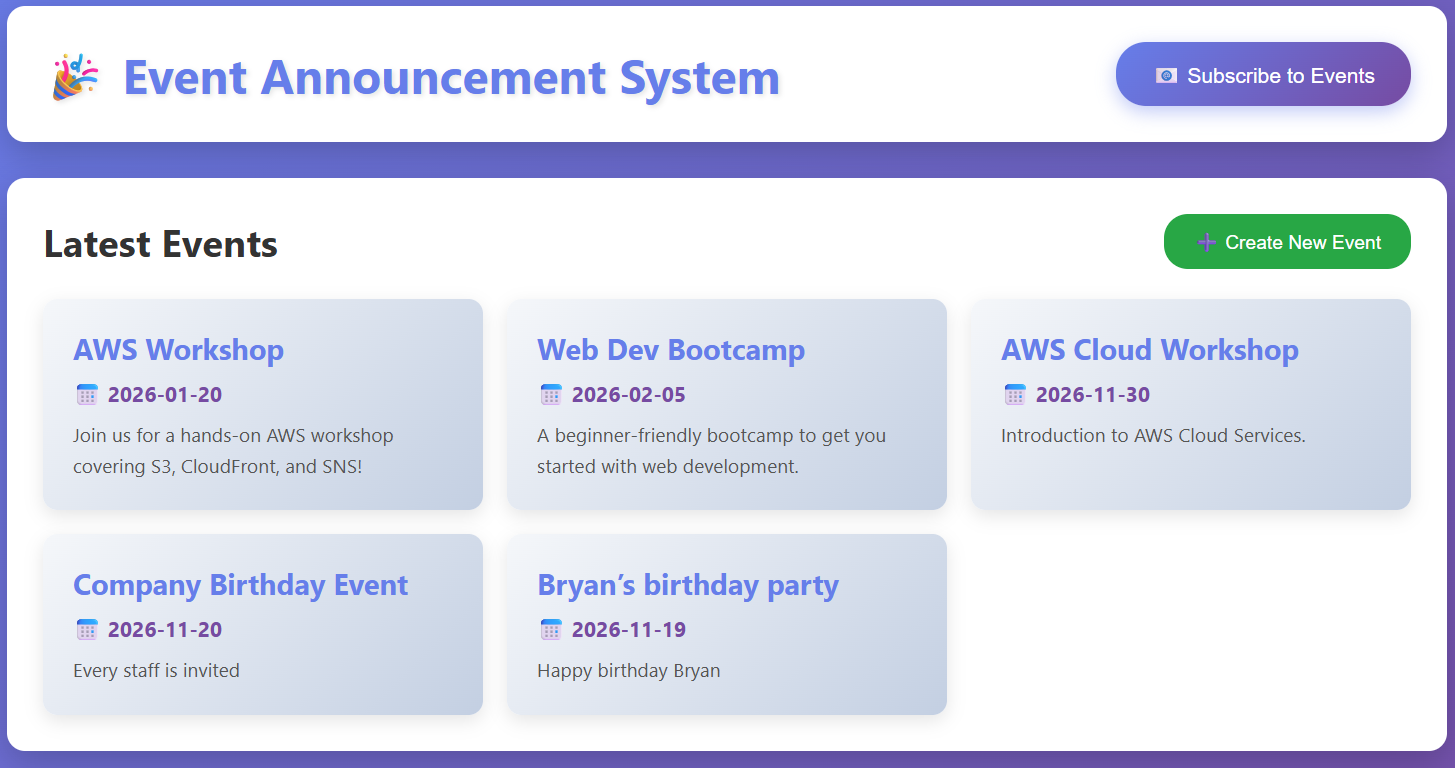 Event Announcement System
Subscribe to Events
Latest Events
Create New Event
AWS Workshop
2026-01-20
Join us for a hands-on AWS workshop
covering S3, CloudFront, and SNS!
Web Dev Bootcamp
2026-02-05
A beginner-friendly bootcamp to get you
started with web development.
AWS Cloud Workshop
2026-11-30
Introduction to AWS Cloud Services.
Company Birthday Event
2026-11-20
Every staff is invited
Bryan’s birthday party
2026-11-19
Happy birthday Bryan